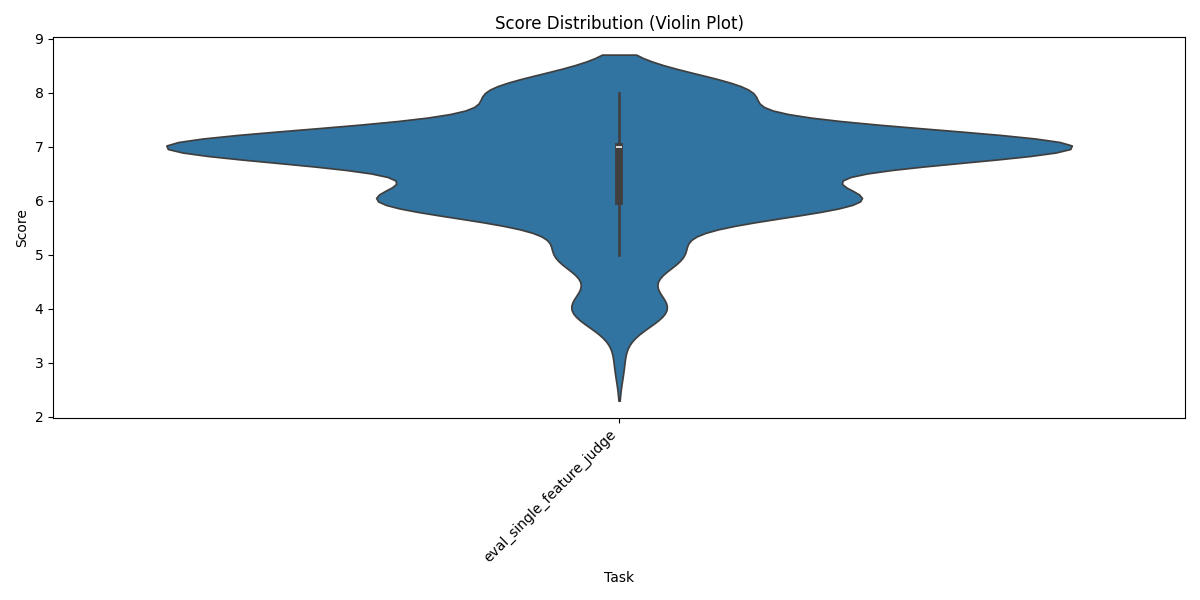 Score Distribution (Violin Plot)
9
8
7
6
5
4
3
2
Score
eval_single_feature_judge
Task